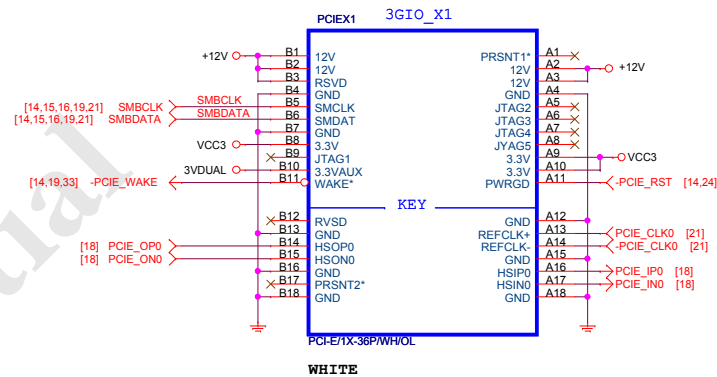 PCIEX1 3GIO_X1
+12V B1 12V PRSNT1* A1
B2 12V 12V A2 +12V
B3 RSVD 12V A3
B4 GND GND A4
[14,15,16,19,21] SMBCLK SMBCLK B5 SMCLK JTAG2 A5
[14,15,16,19,21] SMBDATA SMBDATA B6 SMDAT JTAG3 A6
B7 GND JTAG4 A7
VCC3 B8 3.3V JYAG5 A8
B9 JTAG1 3.3V A9 VCC3
3VDUAL B10 3.3VAUX 3.3V A10
[14,19,33] -PCIE_WAKE B11 WAKE* PWRGD A11 -PCIE_RST [14,24]
KEY
B12 RVSD GND A12
B13 GND REFCLK+ A13 PCIE_CLK0 [21]
[18] PCIE_OP0 B14 HSOP0 REFCLK- A14 -PCIE_CLK0 [21]
[18] PCIE_ON0 B15 HSON0 GND A15
B16 GND HSIP0 A16 PCIE_IP0 [18]
B17 PRSNT2* HSIN0 A17 PCIE_IN0 [18]
B18 GND GND A18
PCI-E/1X-36P/WH/OL
WHITE